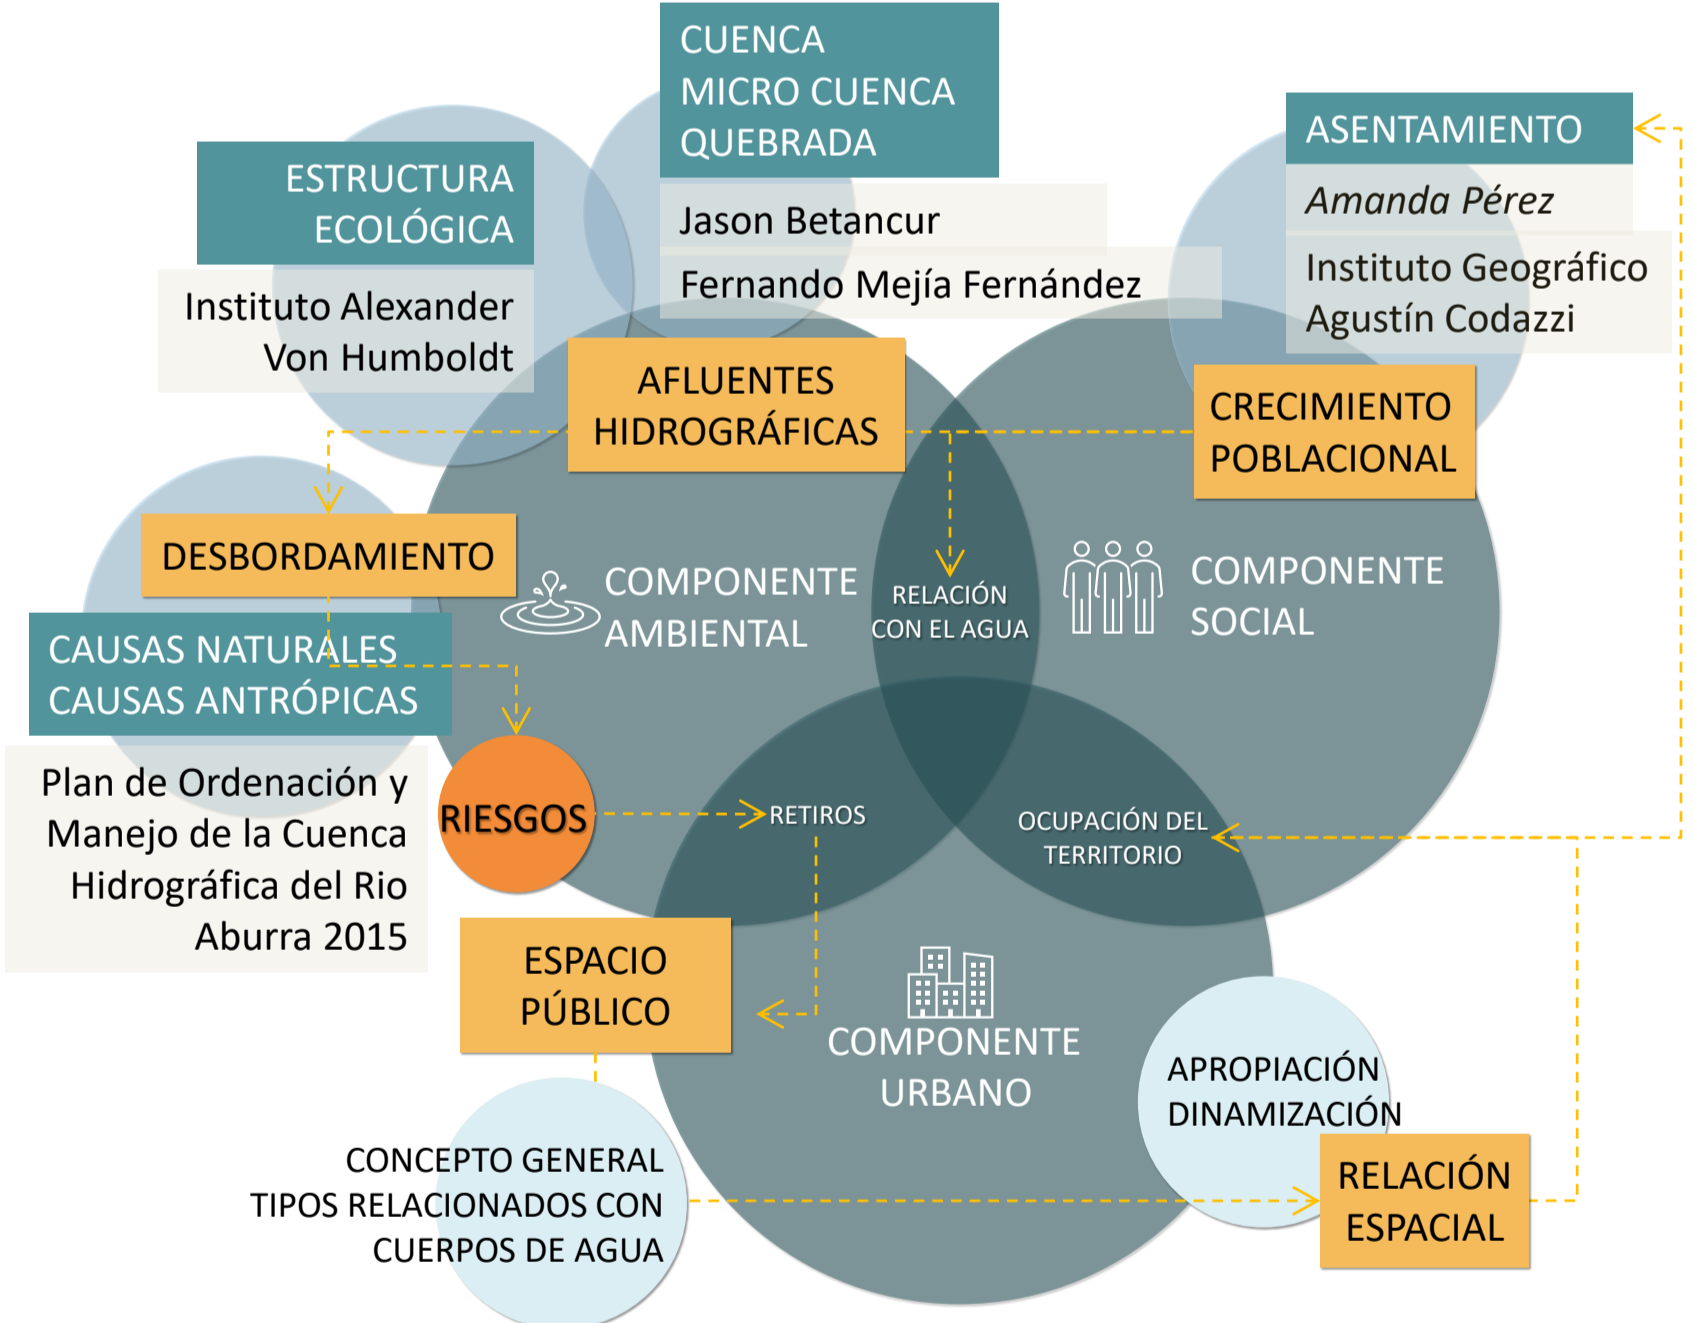 CUENCA
MICRO CUENCA
QUEBRADA
Jason Betancur
Fernando Mejía Fernández
ASENTAMIENTO
Amanda Pérez
Instituto Geográfico
Agustín Codazzi
ESTRUCTURA
ECOLÓGICA
Instituto Alexander
Von Humboldt
AFLUENTES
HIDROGRÁFICAS
CRECIMIENTO
POBLACIONAL
DESBORDAMIENTO
CAUSAS NATURALES
CAUSAS ANTRÓPICAS
Plan de Ordenación y
Manejo de la Cuenca
Hidrográfica del Rio
Aburra 2015
COMPONENTE
AMBIENTAL
RELACIÓN
CON EL AGUA
COMPONENTE
SOCIAL
RIESGOS
RETIROS
OCUPACIÓN DEL
TERRITORIO
ESPACIO
PÚBLICO
COMPONENTE
URBANO
APROPIACIÓN
DINAMIZACIÓN
CONCEPTO GENERAL
TIPOS RELACIONADOS CON
CUERPOS DE AGUA
RELACIÓN
ESPACIAL